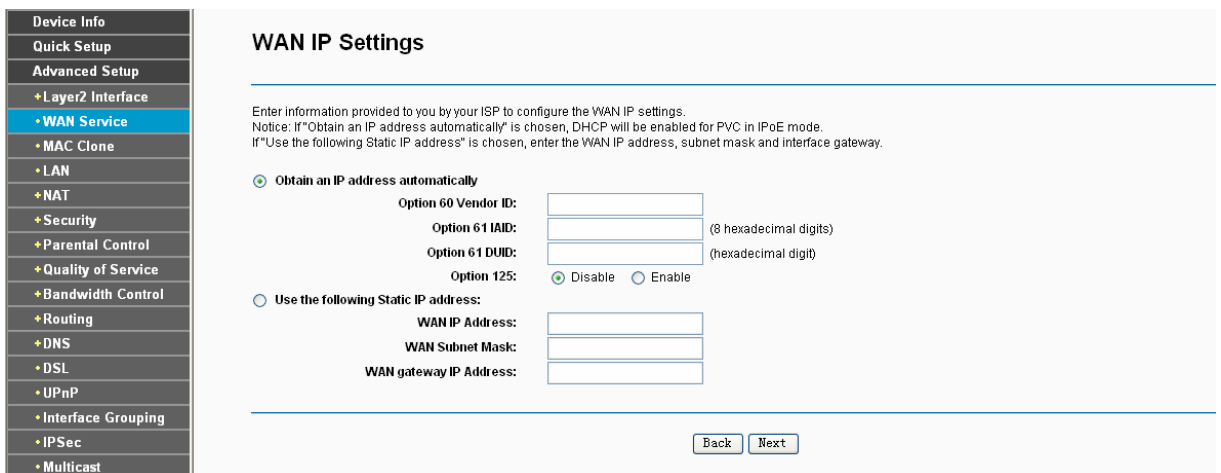 Device Info
Quick Setup
Advanced Setup
+Layer2 Interface
•WAN Service
•MAC Clone
•LAN
+NAT
+Security
+Parental Control
+Quality of Service
+Bandwidth Control
+Routing
+DNS
•DSL
•UPnP
•Interface Grouping
•IPSec
•Multicast
WAN IP Settings
Enter information provided to you by your ISP to configure the WAN IP settings.
Notice: If "Obtain an IP address automatically" is chosen, DHCP will be enabled for PVC in IPoE mode.
If "Use the following Static IP address" is chosen, enter the WAN IP address, subnet mask and interface gateway.
Obtain an IP address automatically
Option 60 Vendor ID:
Option 61 IAID: (8 hexadecimal digits)
Option 61 DUID: (hexadecimal digit)
Option 125: Disable Enable
Use the following Static IP address:
WAN IP Address:
WAN Subnet Mask:
WAN gateway IP Address:
Back Next